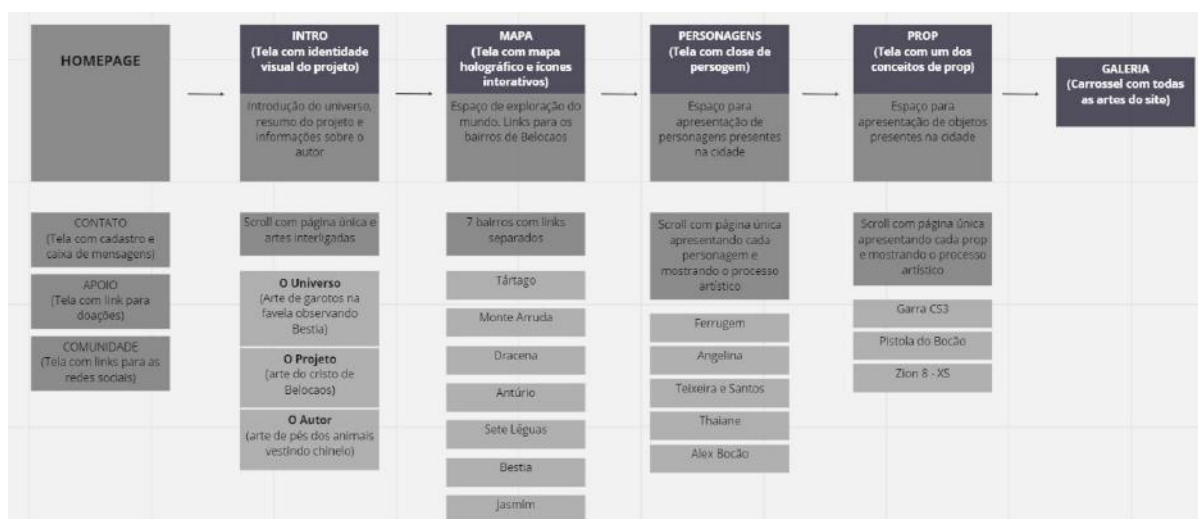 HOMEPAGE
CONTATO
(Tela com cadastro e
caixa de mensagens)
APOIO
(Tela com link para
doações)
COMUNIDADE
(Tela com links para as
redes sociais)
INTRO
(Tela com identidade
visual do projeto)
Introdução do universo,
resumo do projeto e
informações sobre o
autor
Scroll com página única e
artes interligadas
O Universo
(Arte de garotos na
favela observando
Bestia)
O Projeto
(arte do cristo de
Belocaos)
O Autor
(arte de pés dos animais
vestindo chinelo)
MAPA
(Tela com mapa
holográfico e ícones
interativos)
Espaço de exploração do
mundo. Links para os
bairros de Belocaos
7 bairros com links
separados
Tártago
Monte Arruda
Dracena
Antúrio
Sete Léguas
Bestia
Jasmim
PERSONAGENS
(Tela com close de
persogem)
Espaço para
apresentação de
personagens presentes
na cidade
Scroll com página única
apresentando cada
personagem e
mostrando o processo
artístico
Ferrugem
Angelina
Teixeira e Santos
Thaiane
Alex Bocão
PROP
(Tela com um dos
conceitos de prop)
Espaço para
apresentação de objetos
presentes na cidade
Scroll com página única
apresentando cada prop
e mostrando o processo
artístico
Garra CS3
Pistola do Bocão
Zion 8 - XS
GALERIA
(Carrossel com todas
as artes do site)